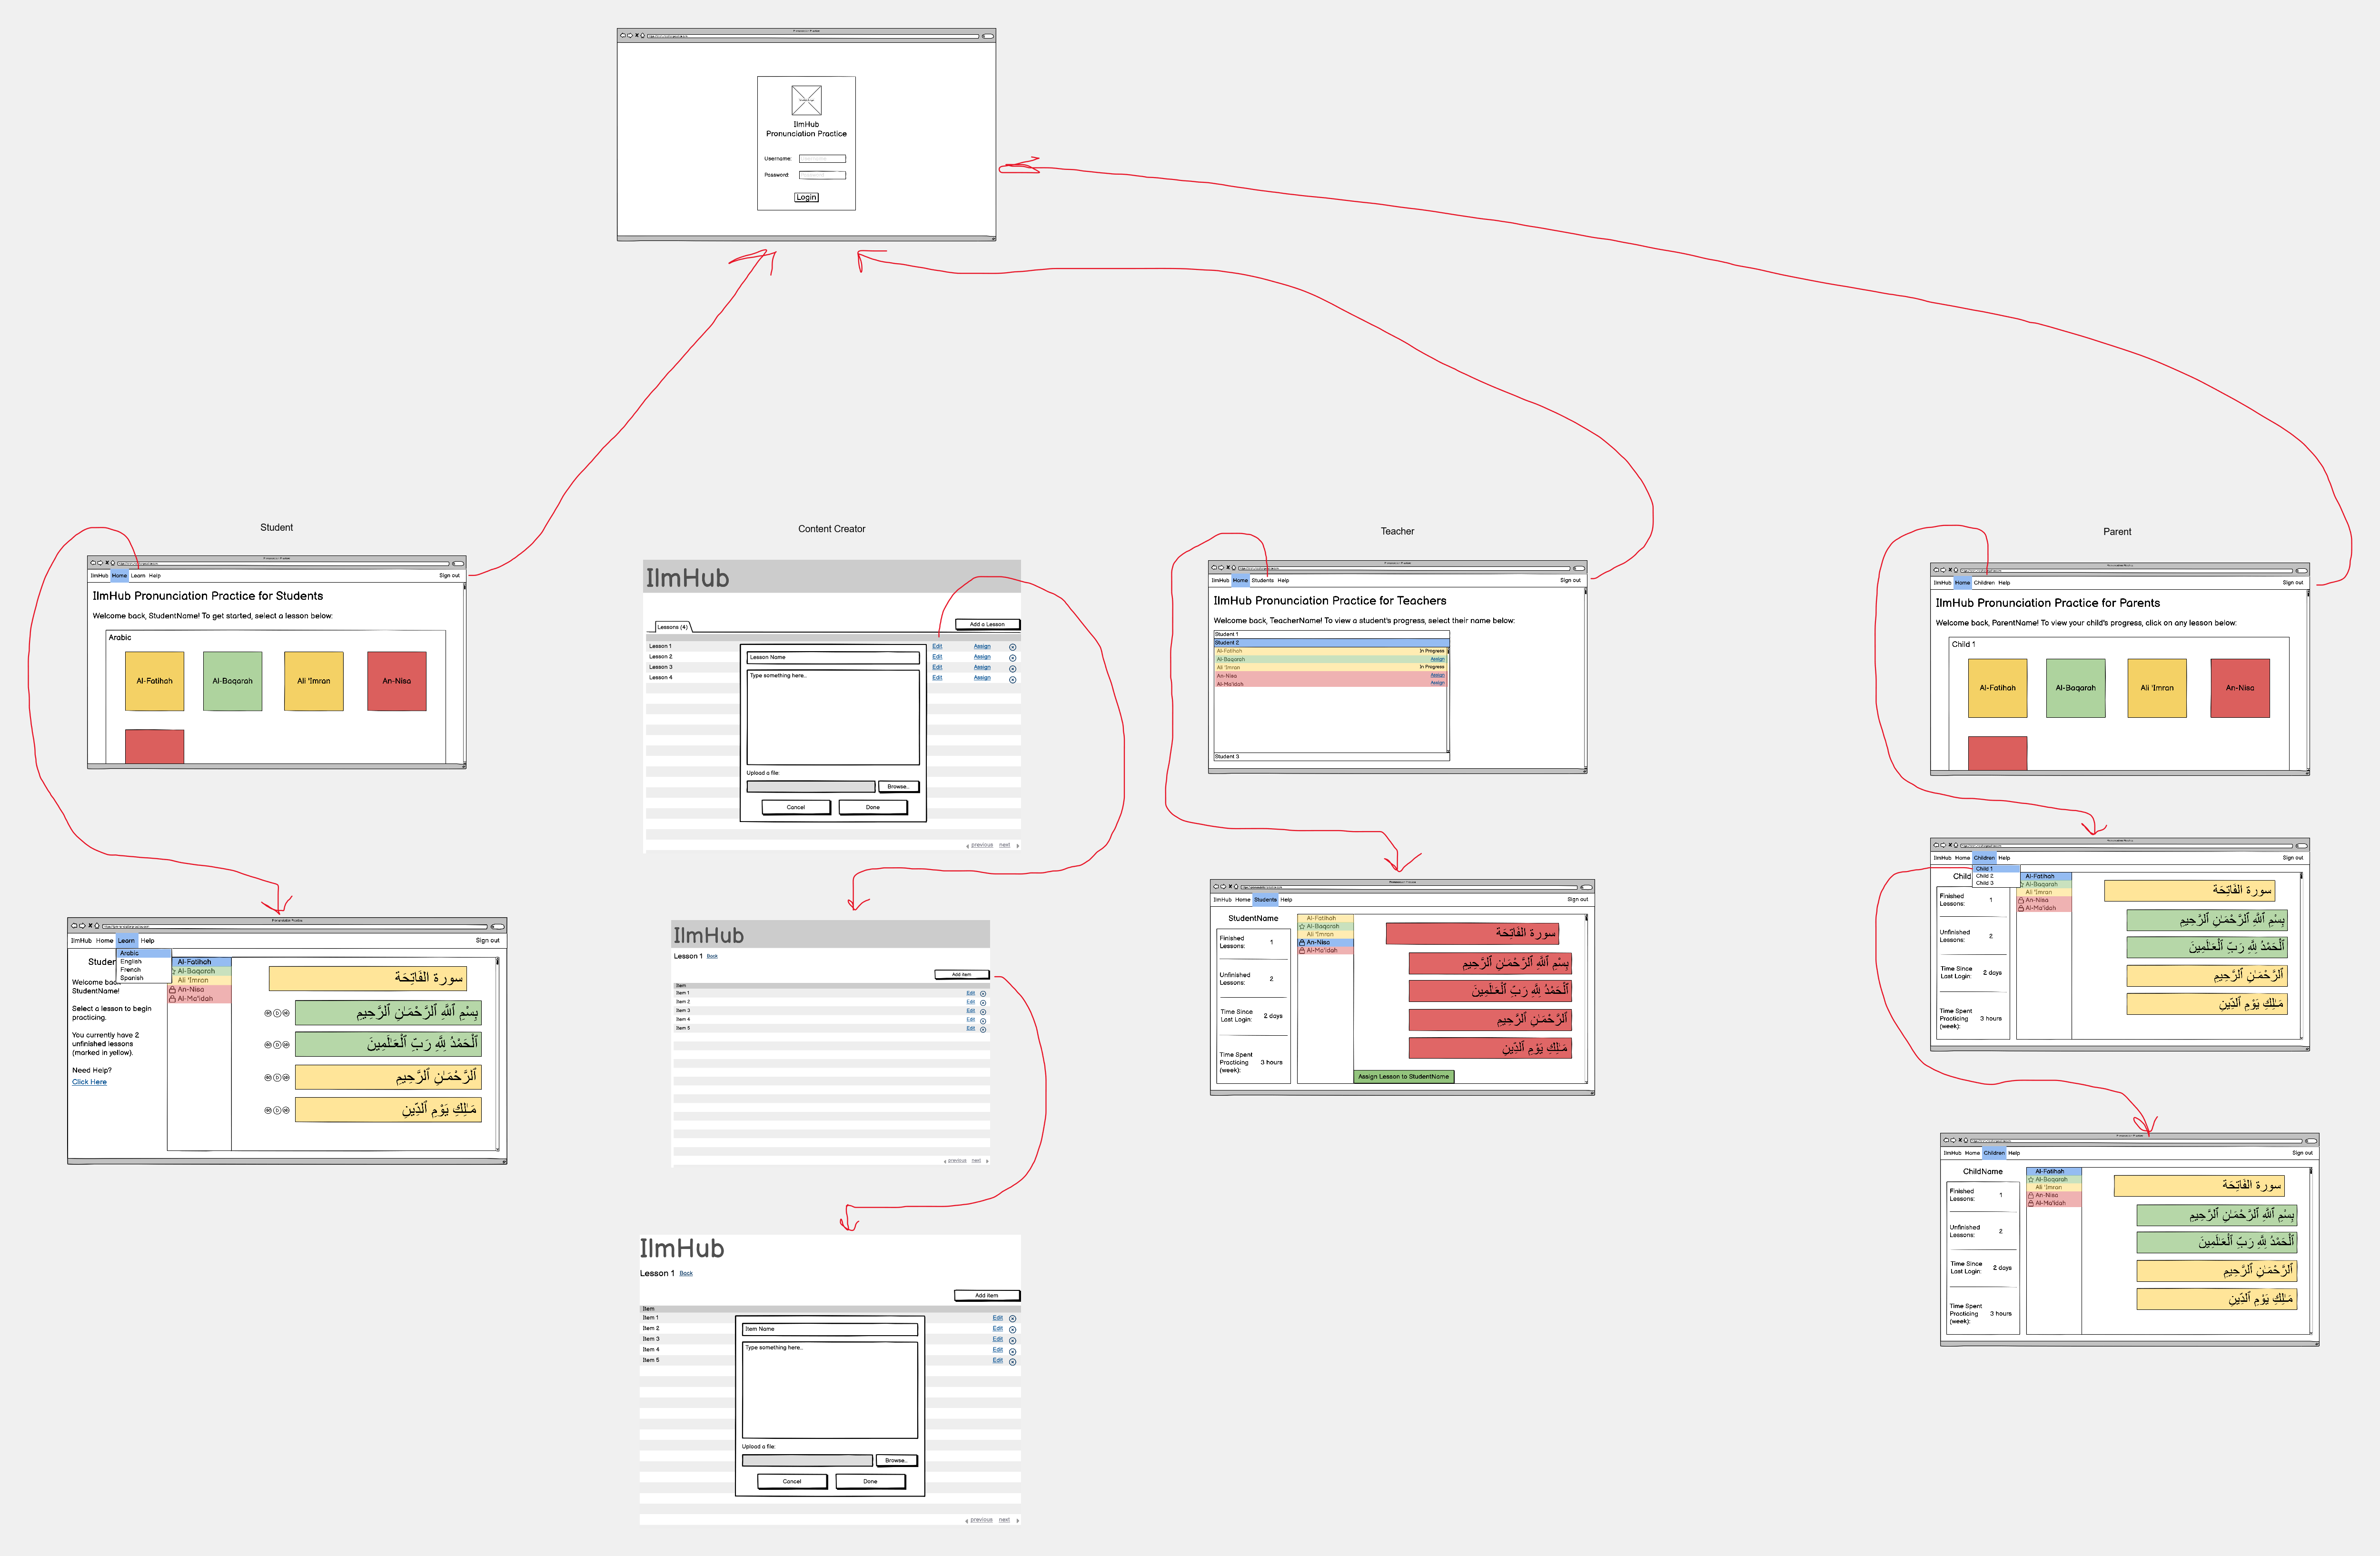 IlmHub
Pronunciation Practice
Username:
Password:
Login
Student
IlmHub Home Learn Help Sign out
IlmHub Pronunciation Practice for Students
Welcome back, StudentName! To get started, select a lesson below:
Arabic
Al-Fatihah Al-Baqarah Ali 'Imran An-Nisa
IlmHub Home Learn Help Sign out
Arabic
English
French
Spanish
Welcome back
StudentName!
Select a lesson to begin
practicing.
You currently have 2
unfinished lessons
(marked in yellow).
Need Help?
Click Here
Al-Fatihah
Al-Baqarah
Ali 'Imran
An-Nisa
Al-Ma'idah
سورة الفَاتِحَة
بِسْمِ ٱللَّهِ ٱلرَّحْمَـٰنِ ٱلرَّحِيمِ
ٱلْحَمْدُ لِلَّهِ رَبِّ ٱلْعَـٰلَمِينَ
ٱلرَّحْمَـٰنِ ٱلرَّحِيمِ
مَـٰلِكِ يَوْمِ ٱلدِّينِ
Content Creator
IlmHub
Lessons (4)
Add a Lesson
Lesson 1 Edit Assign
Lesson 2 Edit Assign
Lesson 3 Edit Assign
Lesson 4 Edit Assign
Lesson Name
Type something here..
Upload a file:
Browse..
Cancel Done
previous next
IlmHub
Lesson 1 Back
Add item
Item
Item 1 Edit
Item 2 Edit
Item 3 Edit
Item 4 Edit
Item 5 Edit
previous next
IlmHub
Lesson 1 Back
Add item
Item
Item 1 Edit
Item 2 Edit
Item 3 Edit
Item 4 Edit
Item 5 Edit
Item Name
Type something here..
Upload a file:
Browse..
Cancel Done
previous next
Teacher
IlmHub Home Students Help Sign out
IlmHub Pronunciation Practice for Teachers
Welcome back, TeacherName! To view a student's progress, select their name below:
Student 1
Student 2
Al-Fatihah In Progress
Al-Baqarah Assign
Ali 'Imran In Progress
An-Nisa Assign
Al-Ma'idah Assign
Student 3
IlmHub Home Students Help Sign out
StudentName
Finished
Lessons: 1
Unfinished
Lessons: 2
Time Since
Last Login: 2 days
Time Spent
Practicing 3 hours
(week):
Al-Fatihah
Al-Baqarah
Ali 'Imran
An-Nisa
Al-Ma'idah
سورة الفَاتِحَة
بِسْمِ ٱللَّهِ ٱلرَّحْمَـٰنِ ٱلرَّحِيمِ
ٱلْحَمْدُ لِلَّهِ رَبِّ ٱلْعَـٰلَمِينَ
ٱلرَّحْمَـٰنِ ٱلرَّحِيمِ
مَـٰلِكِ يَوْمِ ٱلدِّينِ
Assign Lesson to StudentName
Parent
IlmHub Home Children Help Sign out
IlmHub Pronunciation Practice for Parents
Welcome back, ParentName! To view your child's progress, click on any lesson below:
Child 1
Al-Fatihah Al-Baqarah Ali 'Imran An-Nisa
IlmHub Home Children Help Sign out
Child 1
Child 2
Child 3
Finished
Lessons: 1
Unfinished
Lessons: 2
Time Since
Last Login: 2 days
Time Spent
Practicing 3 hours
(week):
Al-Fatihah
Al-Baqarah
Ali 'Imran
An-Nisa
Al-Ma'idah
سورة الفَاتِحَة
بِسْمِ ٱللَّهِ ٱلرَّحْمَـٰنِ ٱلرَّحِيمِ
ٱلْحَمْدُ لِلَّهِ رَبِّ ٱلْعَـٰلَمِينَ
ٱلرَّحْمَـٰنِ ٱلرَّحِيمِ
مَـٰلِكِ يَوْمِ ٱلدِّينِ
IlmHub Home Children Help Sign out
ChildName
Finished
Lessons: 1
Unfinished
Lessons: 2
Time Since
Last Login: 2 days
Time Spent
Practicing 3 hours
(week):
Al-Fatihah
Al-Baqarah
Ali 'Imran
An-Nisa
Al-Ma'idah
سورة الفَاتِحَة
بِسْمِ ٱللَّهِ ٱلرَّحْمَـٰنِ ٱلرَّحِيمِ
ٱلْحَمْدُ لِلَّهِ رَبِّ ٱلْعَـٰلَمِينَ
ٱلرَّحْمَـٰنِ ٱلرَّحِيمِ
مَـٰلِكِ يَوْمِ ٱلدِّينِ